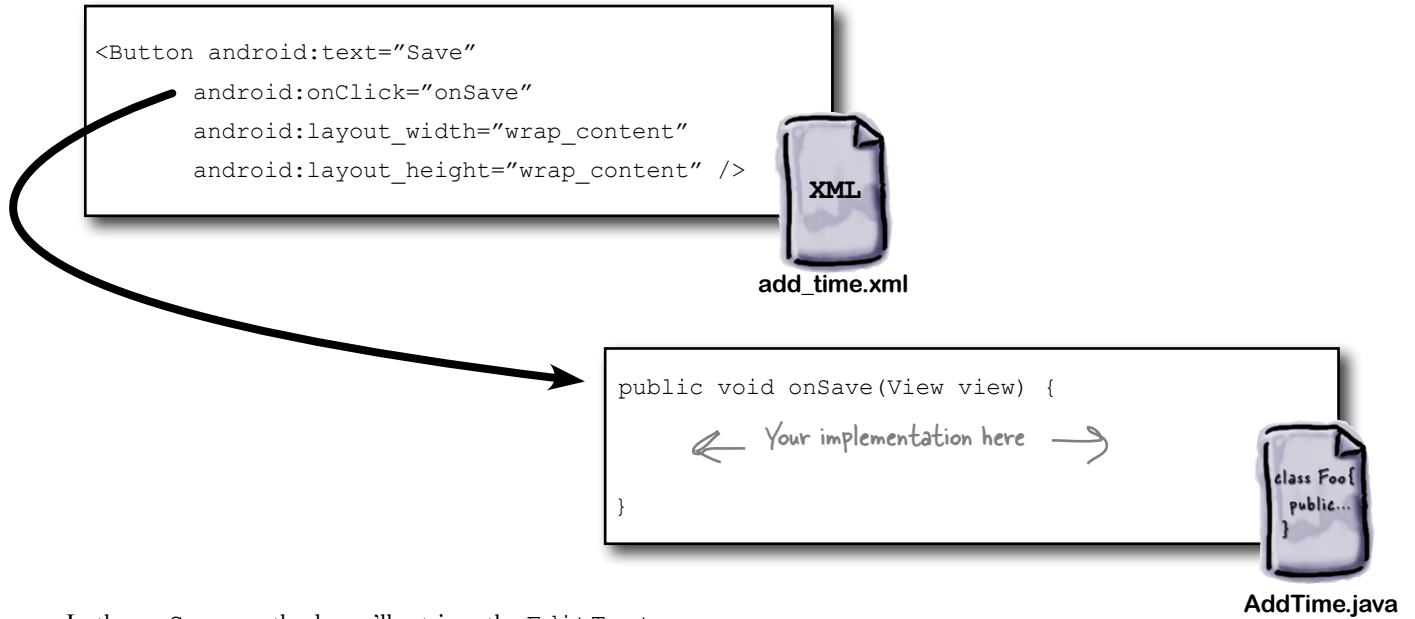 <Button android:text="Save"
android:onClick="onSave"
android:layout_width="wrap_content"
android:layout_height="wrap_content" />
XML
add_time.xml
public void onSave(View view) {
Your implementation here
}
class Foo{
public...
}
AddTime.java